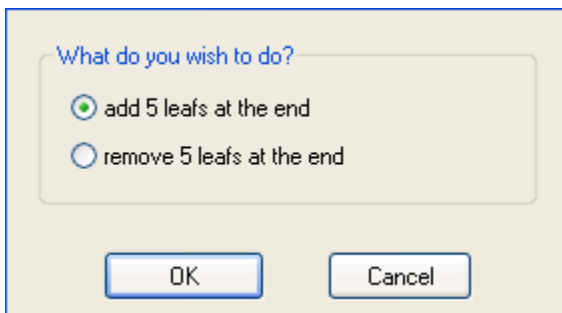 What do you wish to do?
add 5 leafs at the end
remove 5 leafs at the end
OK
Cancel